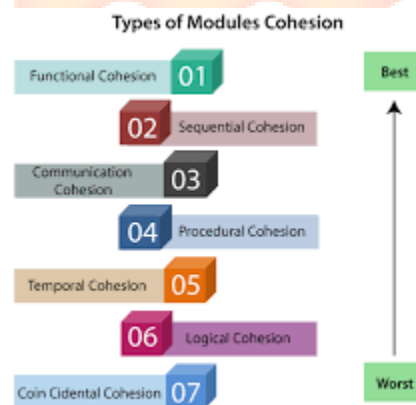 Types of Modules Cohesion
Functional Cohesion 01
Best
02 Sequential Cohesion
Communication
Cohesion
03
04 Procedural Cohesion
Temporal Cohesion 05
06 Logical Cohesion
Worst
Coin Cidental Cohesion 07